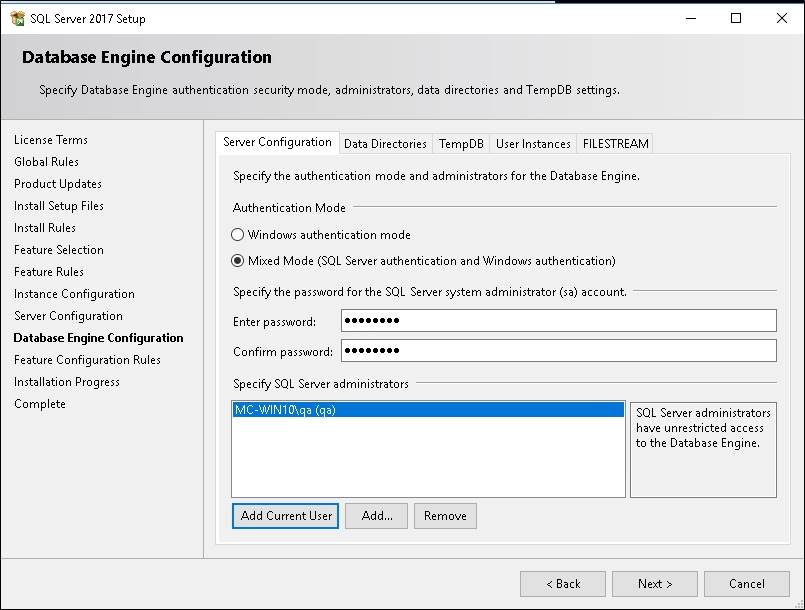 SQL Server 2017 Setup
Database Engine Configuration
Specify Database Engine authentication security mode, administrators, data directories and TempDB settings.
License Terms
Global Rules
Product Updates
Install Setup Files
Install Rules
Feature Selection
Feature Rules
Instance Configuration
Server Configuration
Database Engine Configuration
Feature Configuration Rules
Installation Progress
Complete
Server Configuration Data Directories TempDB User Instances FILESTREAM
Specify the authentication mode and administrators for the Database Engine.
Authentication Mode
Windows authentication mode
Mixed Mode (SQL Server authentication and Windows authentication)
Specify the password for the SQL Server system administrator (sa) account.
Enter password: ●●●●●●●●
Confirm password: ●●●●●●●●
Specify SQL Server administrators
MC-WIN10\qa (qa)
SQL Server administrators
have unrestricted access
to the Database Engine.
Add Current User Add... Remove
< Back Next > Cancel